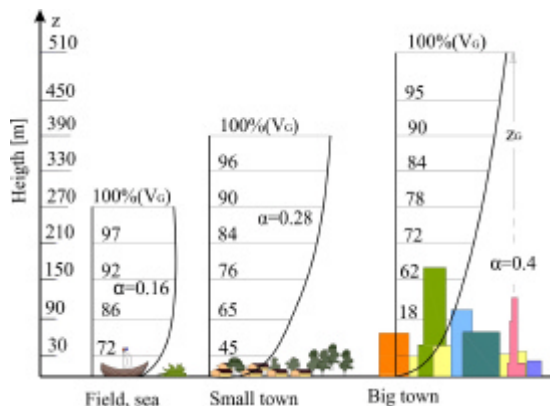 z
510
450
390
330
270
210
150
90
30
Heigth [m]
100%(VG)
97
92
α=0.16
86
72
Field, sea
100%(VG)
96
90
α=0.28
84
76
65
45
Small town
100%(VG)
95
90
84
78
72
62
18
zG
α=0.4
Big town